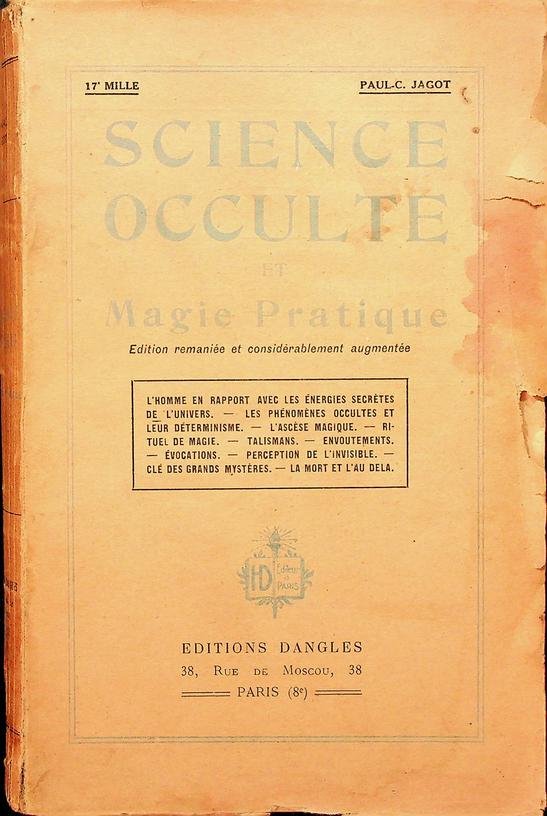 17ᵉ MILLE
PAUL-C. JAGOT
SCIENCE
OCCULTE
ET
Magie Pratique
Edition remaniée et considérablement augmentée
L'HOMME EN RAPPORT AVEC LES ÉNERGIES SECRÈTES
DE L'UNIVERS. — LES PHÉNOMÈNES OCCULTES ET
LEUR DÉTERMINISME. — L'ASCÈSE MAGIQUE. — RI-
TUEL DE MAGIE. — TALISMANS. — ENVOUTEMENTS.
— ÉVOCATIONS. — PERCEPTION DE L'INVISIBLE. —
CLÉ DES GRANDS MYSTÈRES. — LA MORT ET L'AU DELA.
HD
Editeur
à
PARIS
EDITIONS DANGLES
38, RUE DE MOSCOU, 38
PARIS (8ᵉ)